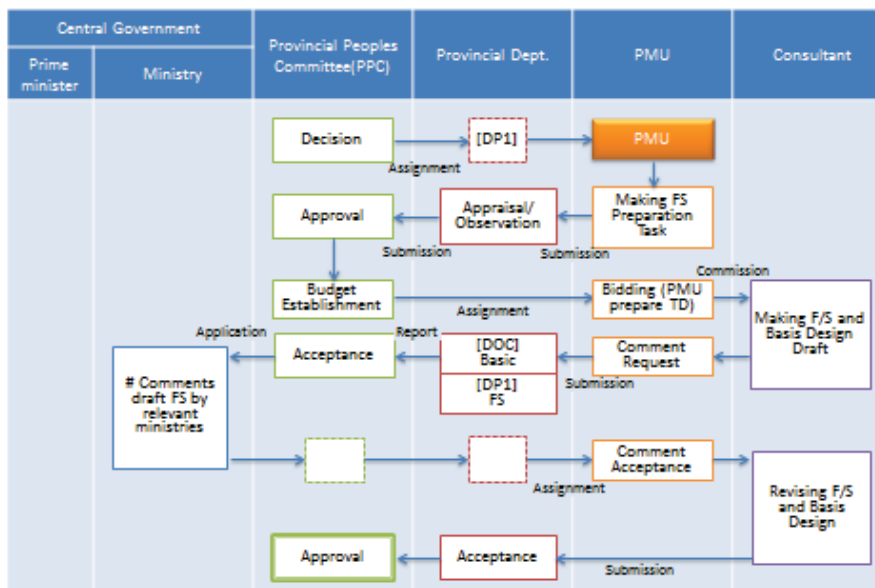 Central Government
Prime
minister
Ministry
Provincial Peoples
Committee(PPC)
Provincial Dept.
PMU
Consultant
Decision
Assignment
[DP1]
PMU
Approval
Submission
Appraisal/
Observation
Submission
Making FS
Preparation
Task
Budget
Establishment
Assignment
Bidding (PMU
prepare TD)
Commission
Making F/S and
Basis Design
Draft
Application
Acceptance
Report
[DOC]
Basic
[DP1]
FS
Submission
Comment
Request
# Comments
draft FS by
relevant
ministries
Assignment
Comment
Acceptance
Revising F/S
and Basis
Design
Approval
Acceptance
Submission